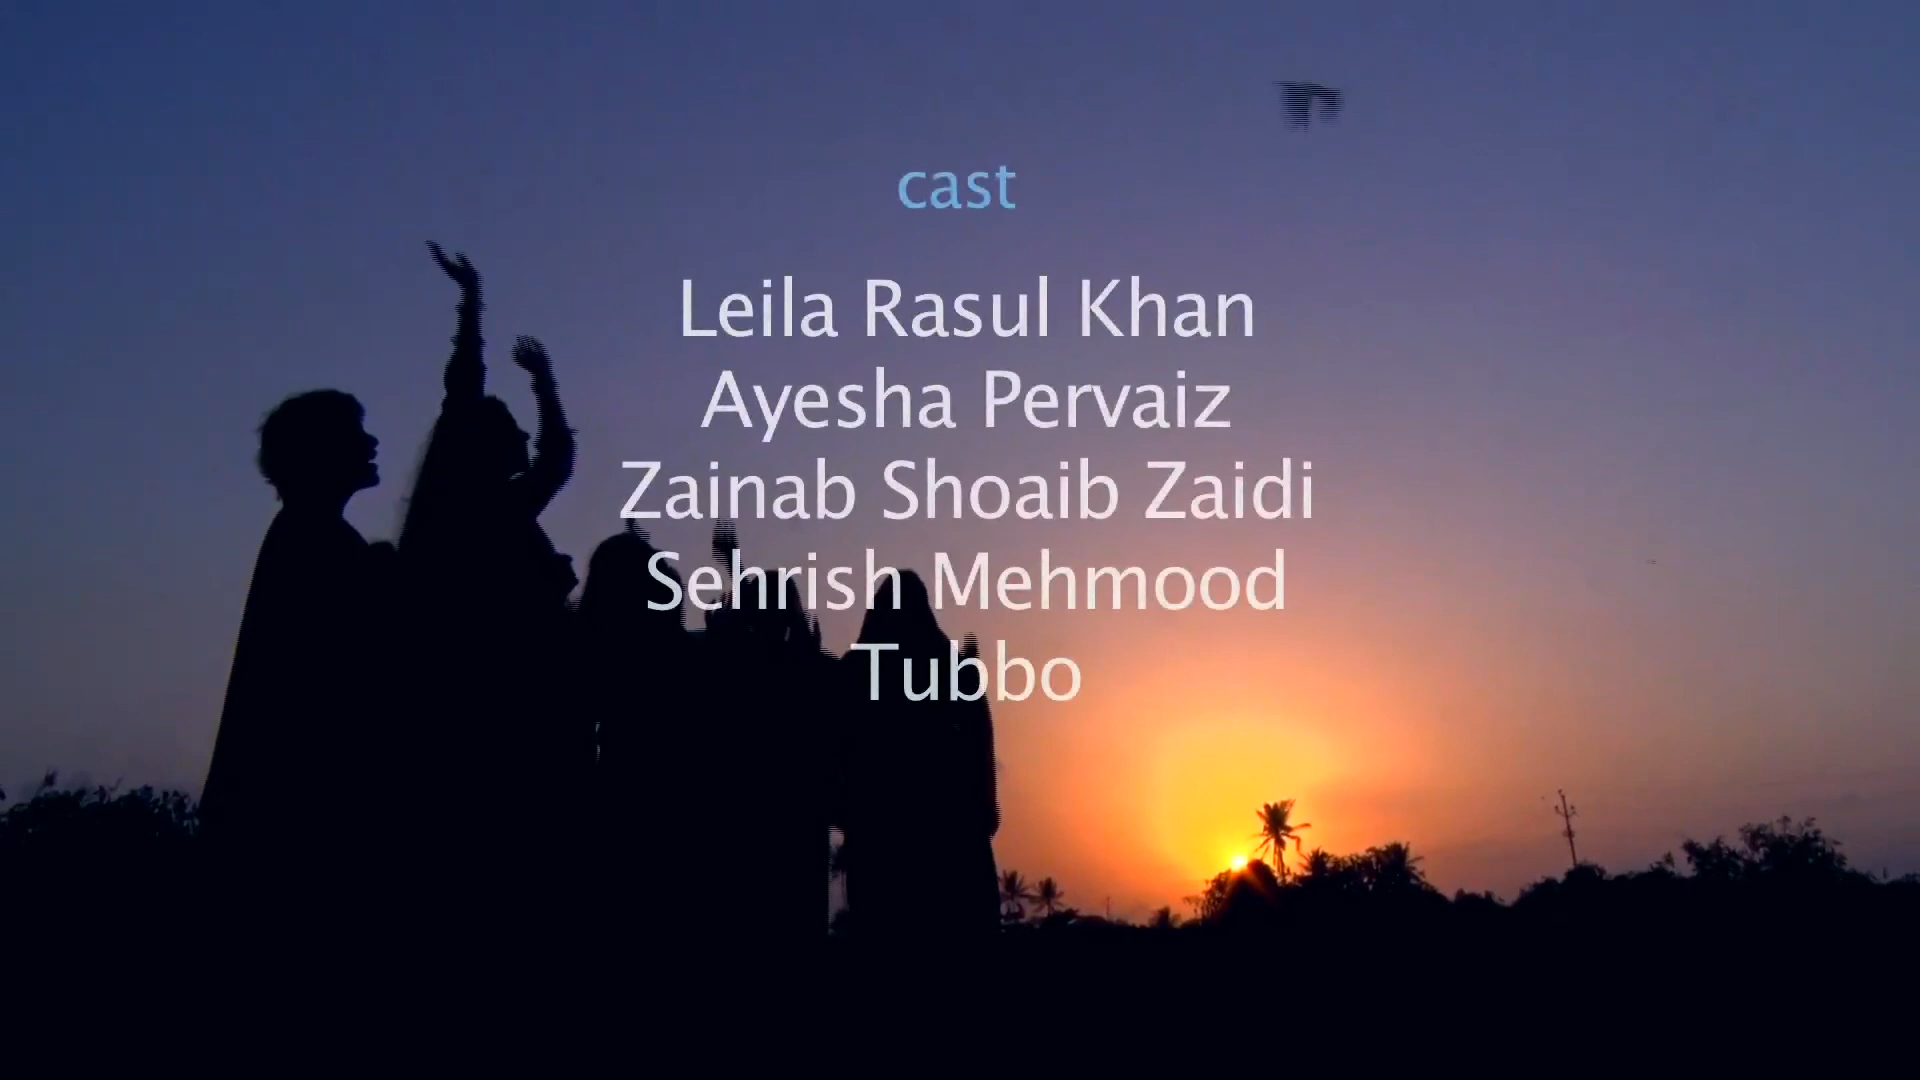 cast
Leila Rasul Khan
Ayesha Pervaiz
Zainab Shoaib Zaidi
Sehrish Mehmood
Tubbo